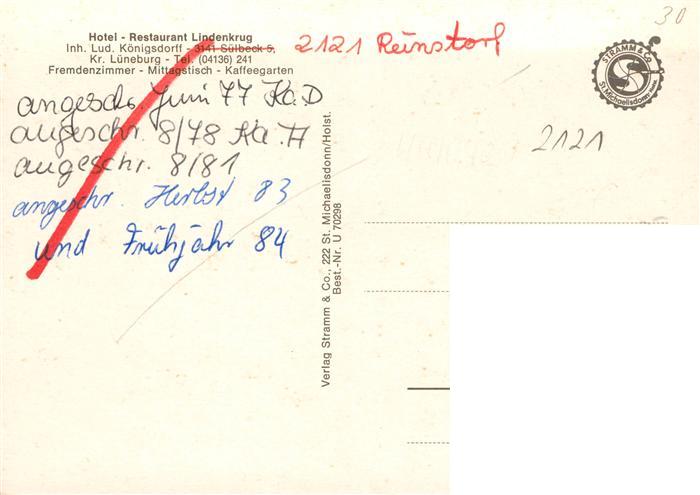 Hotel - Restaurant Lindenkrug
Inh. Lud. Königsdorff - 3141 Sülbeck 5, 2121 Reinstorf
Kr. Lüneburg - Tel. (04136) 241
Fremdenzimmer - Mittagstisch - Kaffeegarten
angeschr. Juni 77 Ka.D
angeschr. 8/78 Ka. H
angeschr. 8/81
angeschr. Herbst 83
und Frühjahr 84
Verlag Stramm & Co., 222 St. Michaelisdonn/Holst.
Best.-Nr. U 70298
30
STRAMM & CO.
St. Michaelisdonn
2121